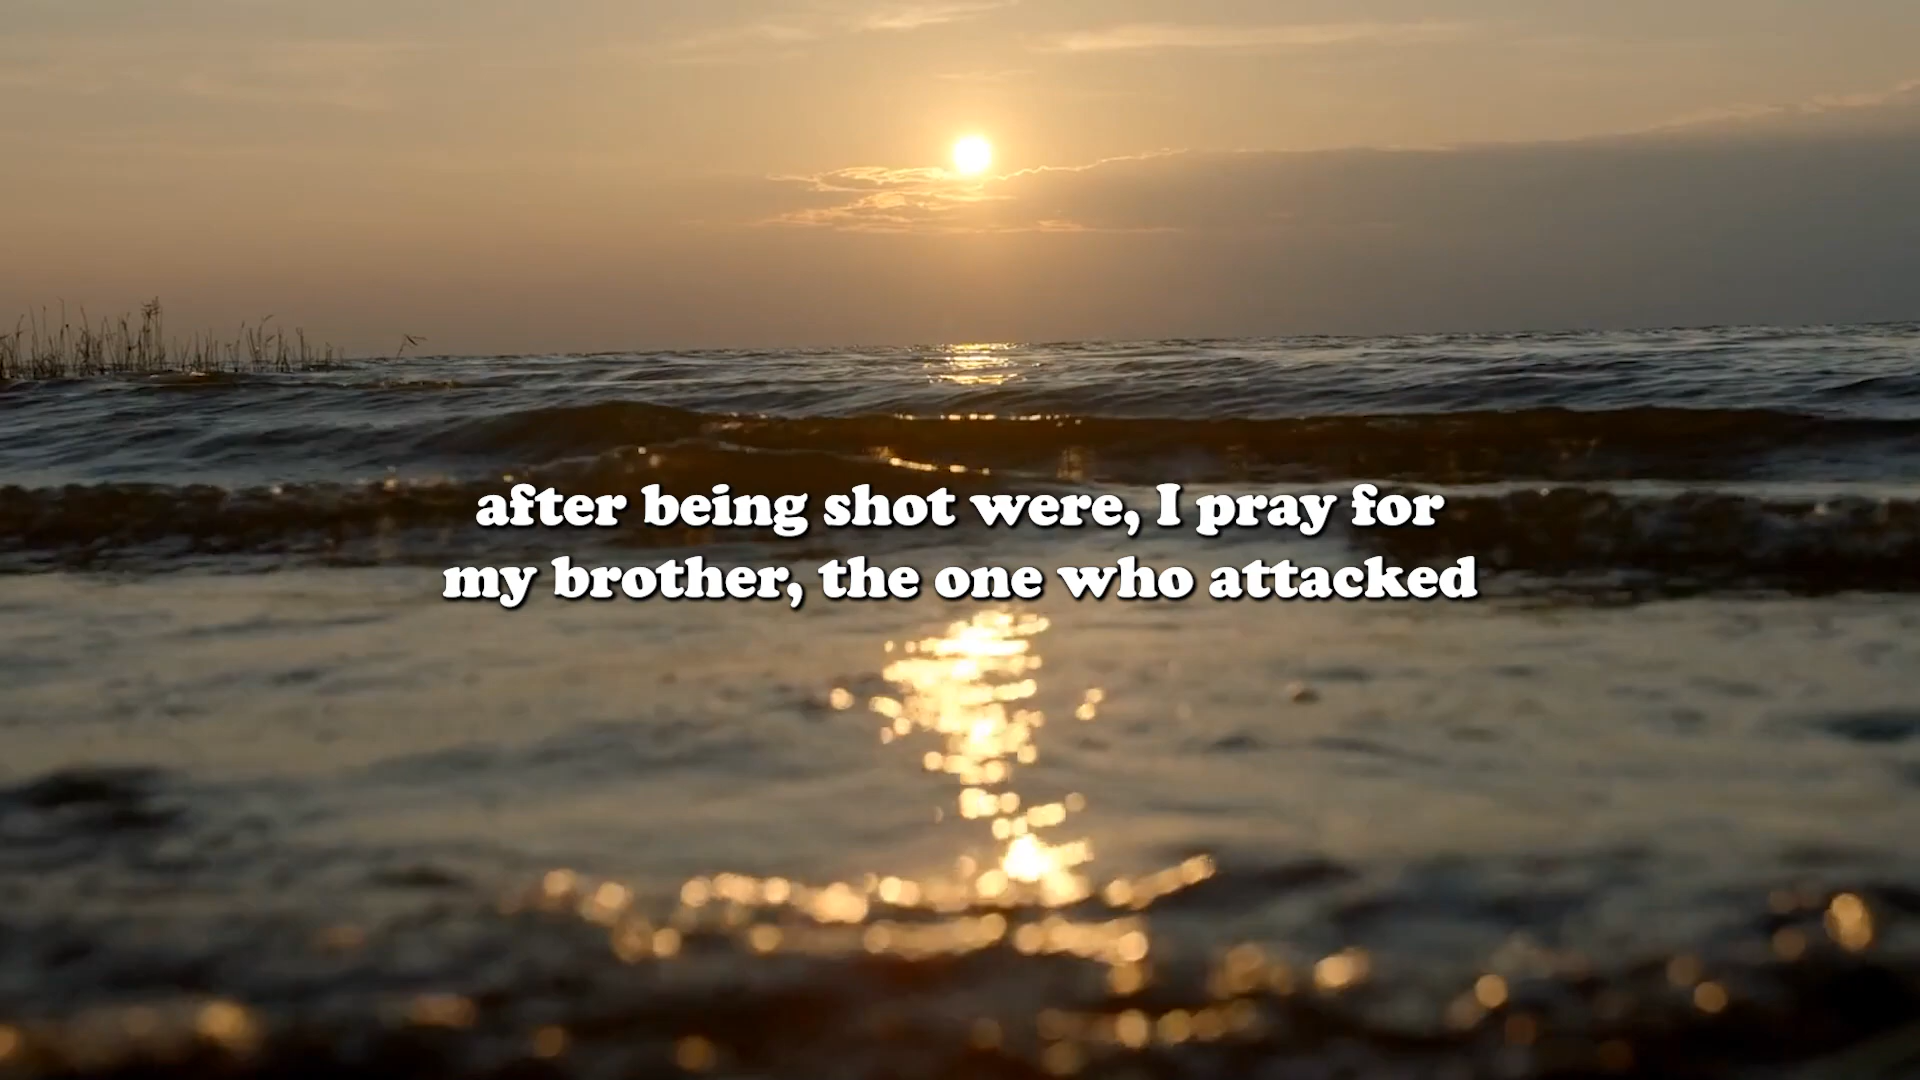 after being shot were, I pray for
my brother, the one who attacked